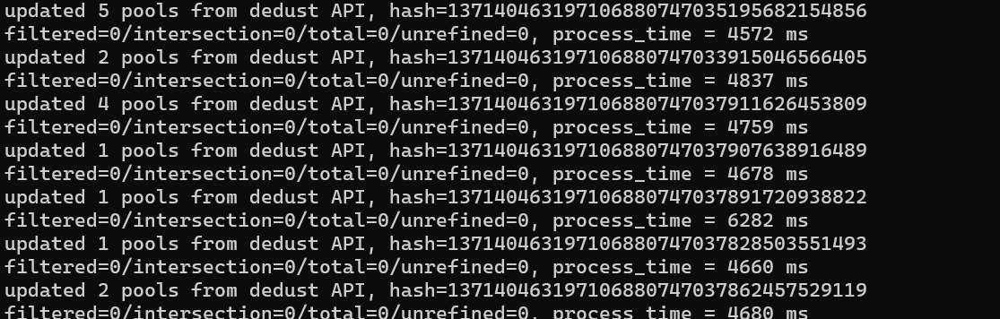 updated 5 pools from dedust API, hash=13714046319710688074703519568215 4856
filtered=0/intersection=0/total=0/unrefined=0, process_time = 4572 ms
updated 2 pools from dedust API, hash=137140463197106880747033915046566405
filtered=0/intersection=0/total=0/unrefined=0, process_time = 4837 ms
updated 4 pools from dedust API, hash=137140463197106880747037911626453809
filtered=0/intersection=0/total=0/unrefined=0, process_time = 4759 ms
updated 1 pools from dedust API, hash=137140463197106880747037907638916489
filtered=0/intersection=0/total=0/unrefined=0, process_time = 4678 ms
updated 1 pools from dedust API, hash=137140463197106880747037891720938822
filtered=0/intersection=0/total=0/unrefined=0, process_time = 6282 ms
updated 1 pools from dedust API, hash=137140463197106880747037828503551493
filtered=0/intersection=0/total=0/unrefined=0, process_time = 4660 ms
updated 2 pools from dedust API, hash=137140463197106880747037862457529119
filtered=0/intersection=0/total=0/unrefined=0, process_time = 4680 ms